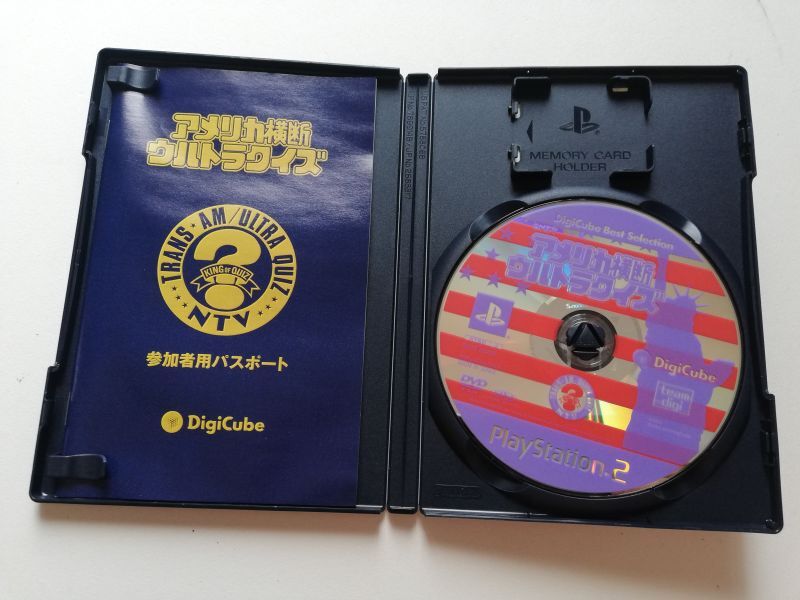 アメリカ横断
ウルトラクイズ
TRANS・AM/ULTRA QUIZ
KING OF QUIZ
NTV
参加者用パスポート
DigiCube
MEMORY CARD
HOLDER
DigiCube Best Selection
アメリカ横断
ウルトラクイズ
DigiCube
team
digi
DVD
PlayStation.2